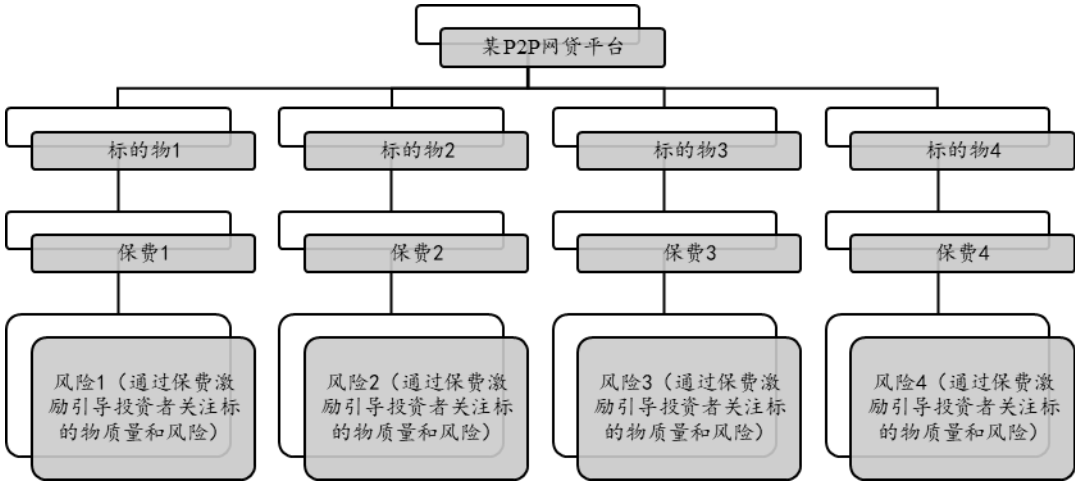 某P2P网贷平台
标的物1
标的物2
标的物3
标的物4
保费1
保费2
保费3
保费4
风险1（通过保费激
励引导投资者关注标
的物质量和风险）
风险2（通过保费激
励引导投资者关注标
的物质量和风险）
风险3（通过保费激
励引导投资者关注标
的物质量和风险）
风险4（通过保费激
励引导投资者关注标
的物质量和风险）